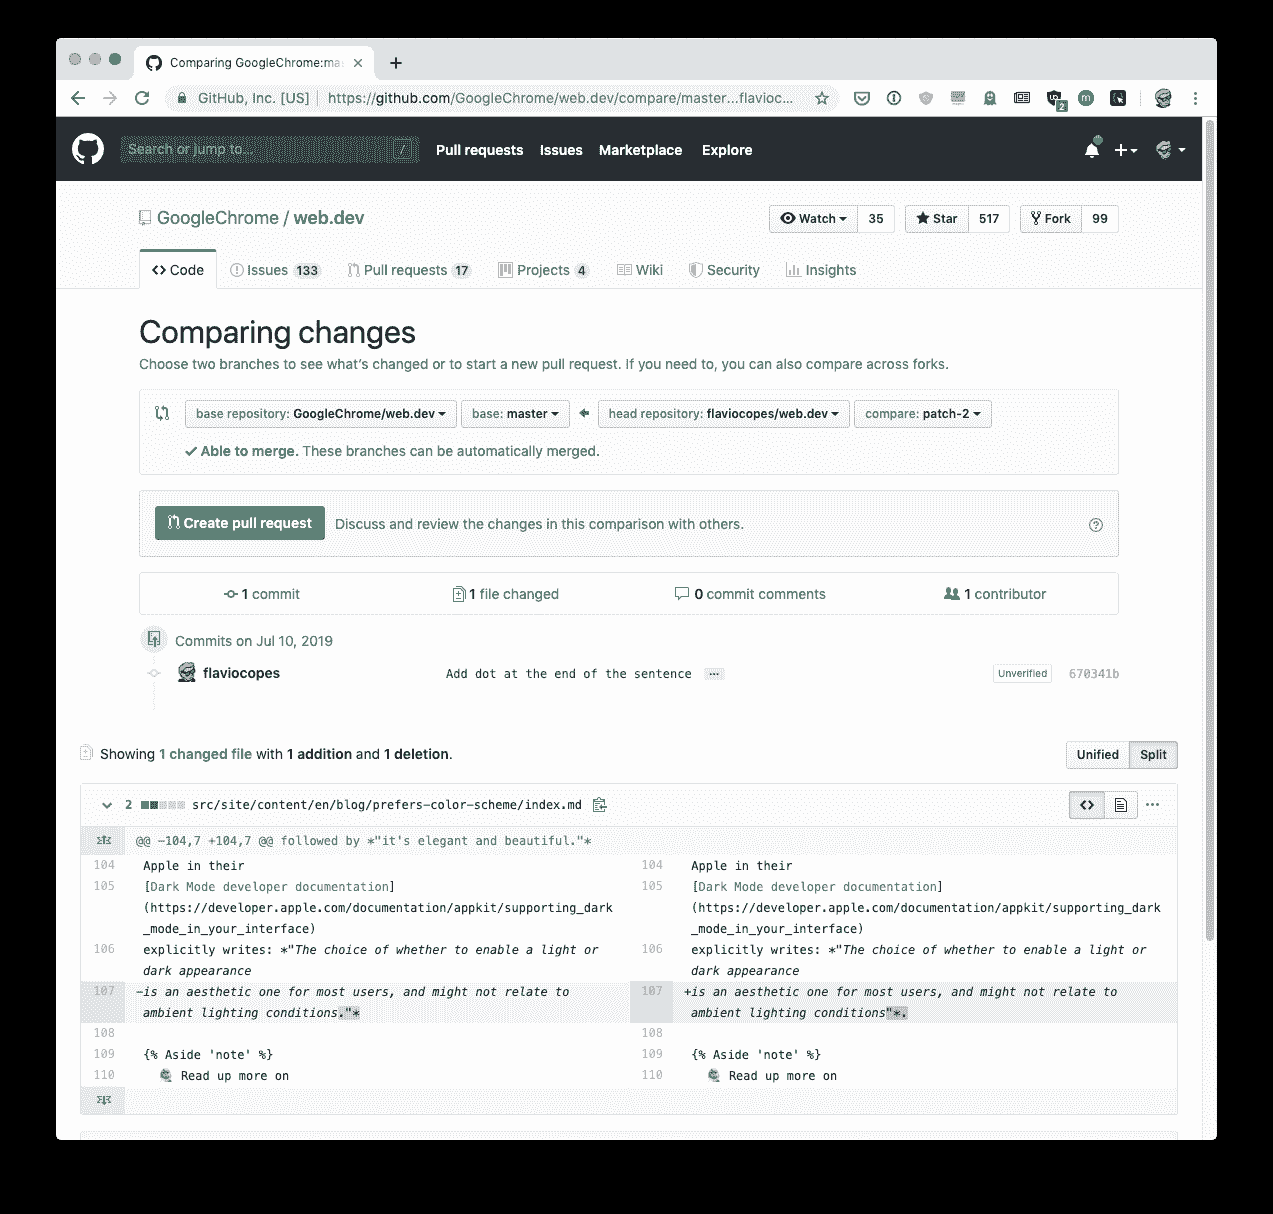 Comparing GoogleChrome:mas
GitHub, Inc. [US] https://github.com/GoogleChrome/web.dev/compare/master...flavioc...
2
m
Search or jump to... /
Pull requests Issues Marketplace Explore
GoogleChrome / web.dev
Watch 35 Star 517 Fork 99
Code Issues 133 Pull requests 17 Projects 4 Wiki Security Insights
Comparing changes
Choose two branches to see what's changed or to start a new pull request. If you need to, you can also compare across forks.
base repository: GoogleChrome/web.dev base: master head repository: flaviocopes/web.dev compare: patch-2
Able to merge. These branches can be automatically merged.
Create pull request Discuss and review the changes in this comparison with others.
1 commit 1 file changed 0 commit comments 1 contributor
Commits on Jul 10, 2019
flaviocopes Add dot at the end of the sentence ... Unverified 670341b
Showing 1 changed file with 1 addition and 1 deletion. Unified Split
2 src/site/content/en/blog/prefers-color-scheme/index.md
@@ -104,7 +104,7 @@ followed by *"it's elegant and beautiful."*
104 Apple in their 104 Apple in their
105 [Dark Mode developer documentation] 105 [Dark Mode developer documentation]
(https://developer.apple.com/documentation/appkit/supporting_dark (https://developer.apple.com/documentation/appkit/supporting_dark
_mode_in_your_interface) _mode_in_your_interface)
106 explicitly writes: *"The choice of whether to enable a light or 106 explicitly writes: *"The choice of whether to enable a light or
dark appearance dark appearance
107 -is an aesthetic one for most users, and might not relate to 107 +is an aesthetic one for most users, and might not relate to
ambient lighting conditions."* ambient lighting conditions"*.
108 108
109 {% Aside 'note' %} 109 {% Aside 'note' %}
110 Read up more on 110 Read up more on